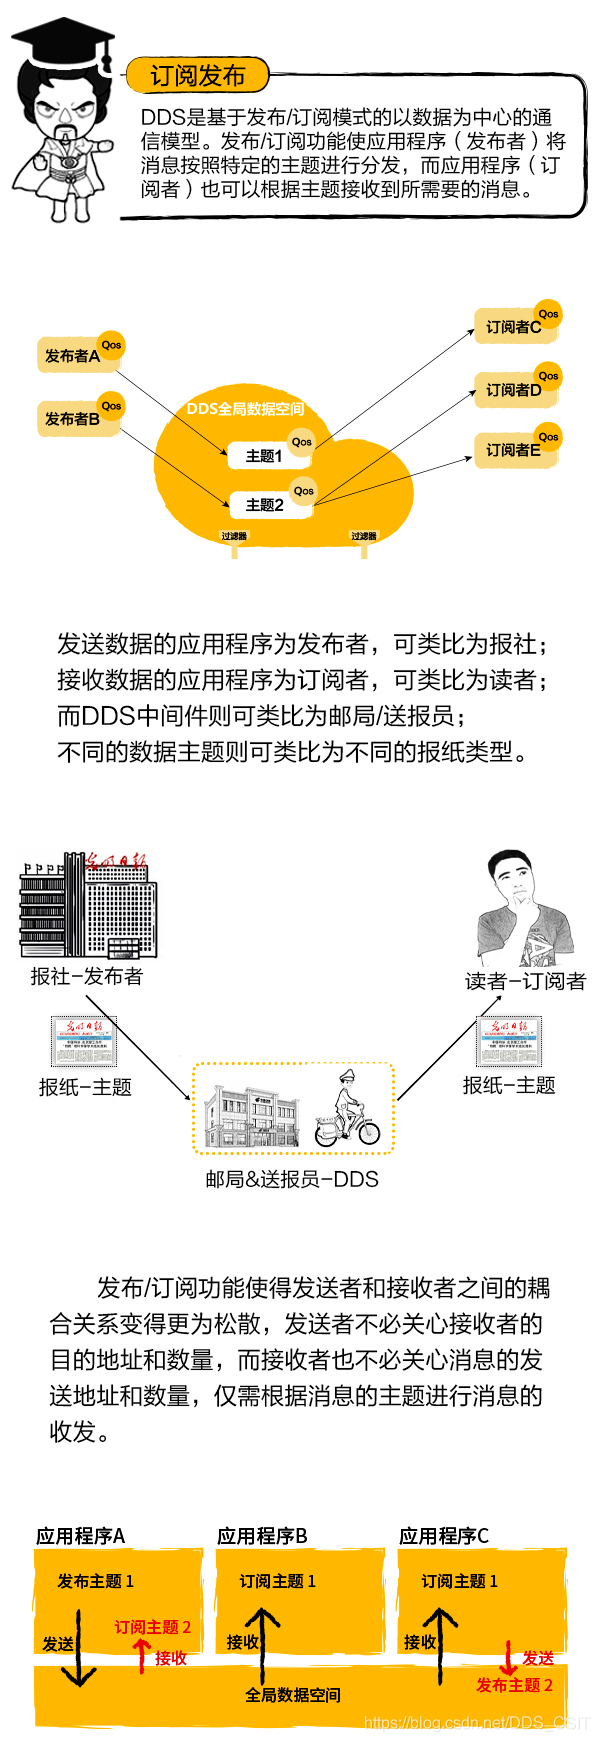 订阅发布
DDS是基于发布/订阅模式的以数据为中心的通
信模型。发布/订阅功能使应用程序（发布者）将
消息按照特定的主题进行分发，而应用程序（订
阅者）也可以根据主题接收到所需要的消息。
发布者A
Qos
发布者B
Qos
DDS全局数据空间
主题1
Qos
主题2
Qos
过滤器
过滤器
订阅者C
Qos
订阅者D
Qos
订阅者E
Qos
发送数据的应用程序为发布者，可类比为报社；
接收数据的应用程序为订阅者，可类比为读者；
而DDS中间件则可类比为邮局/送报员；
不同的数据主题则可类比为不同的报纸类型。
光明日报
报社-发布者
读者-订阅者
光明日报
报纸-主题
光明日报
报纸-主题
邮局&送报员-DDS
发布/订阅功能使得发送者和接收者之间的耦
合关系变得更为松散，发送者不必关心接收者的
目的地址和数量，而接收者也不必关心消息的发
送地址和数量，仅需根据消息的主题进行消息的
收发。
应用程序A
应用程序B
应用程序C
发布主题 1
订阅主题 1
订阅主题 1
订阅主题 2
发送
接收
接收
接收
发送
发布主题 2
全局数据空间
https://blog.csdn.net/DDS_CSIT